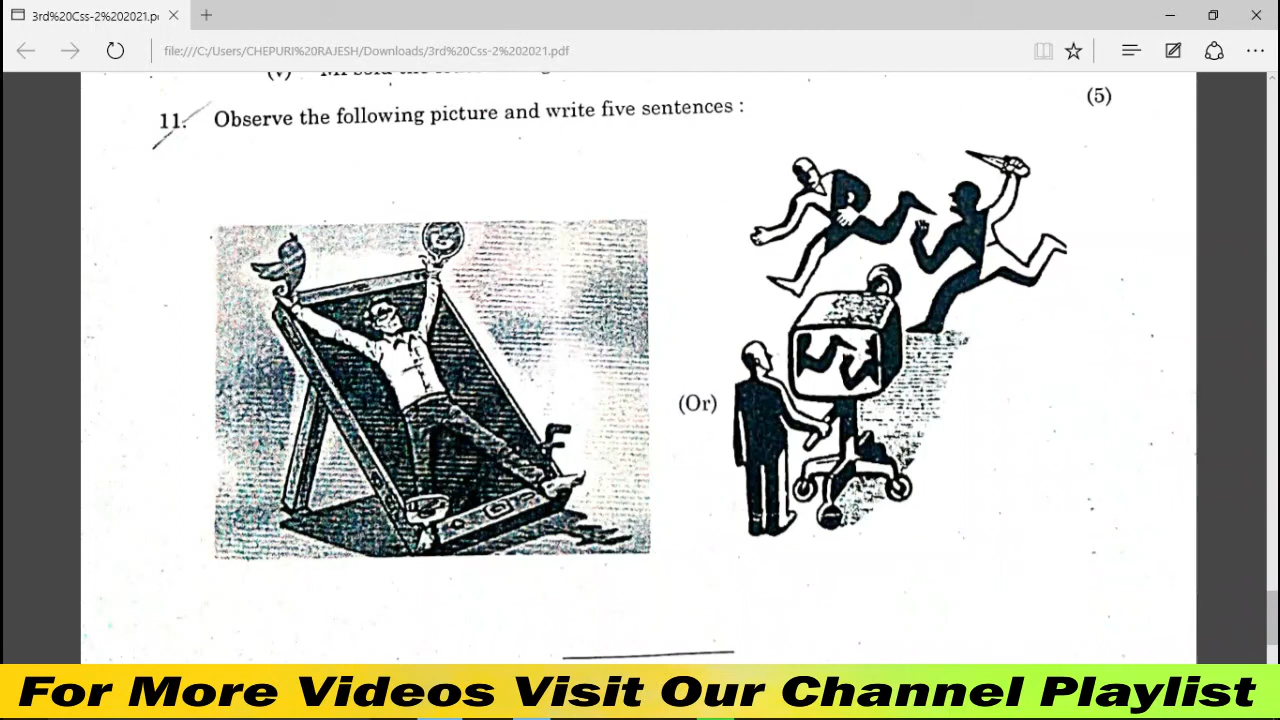 3rd%20Css-2%202021.p
file:///C:/Users/CHEPURI%20RAJESH/Downloads/3rd%20Css-2%202021.pdf
(v)
11. Observe the following picture and write five sentences :
(5)
(Or)
For More Videos Visit Our Channel Playlist